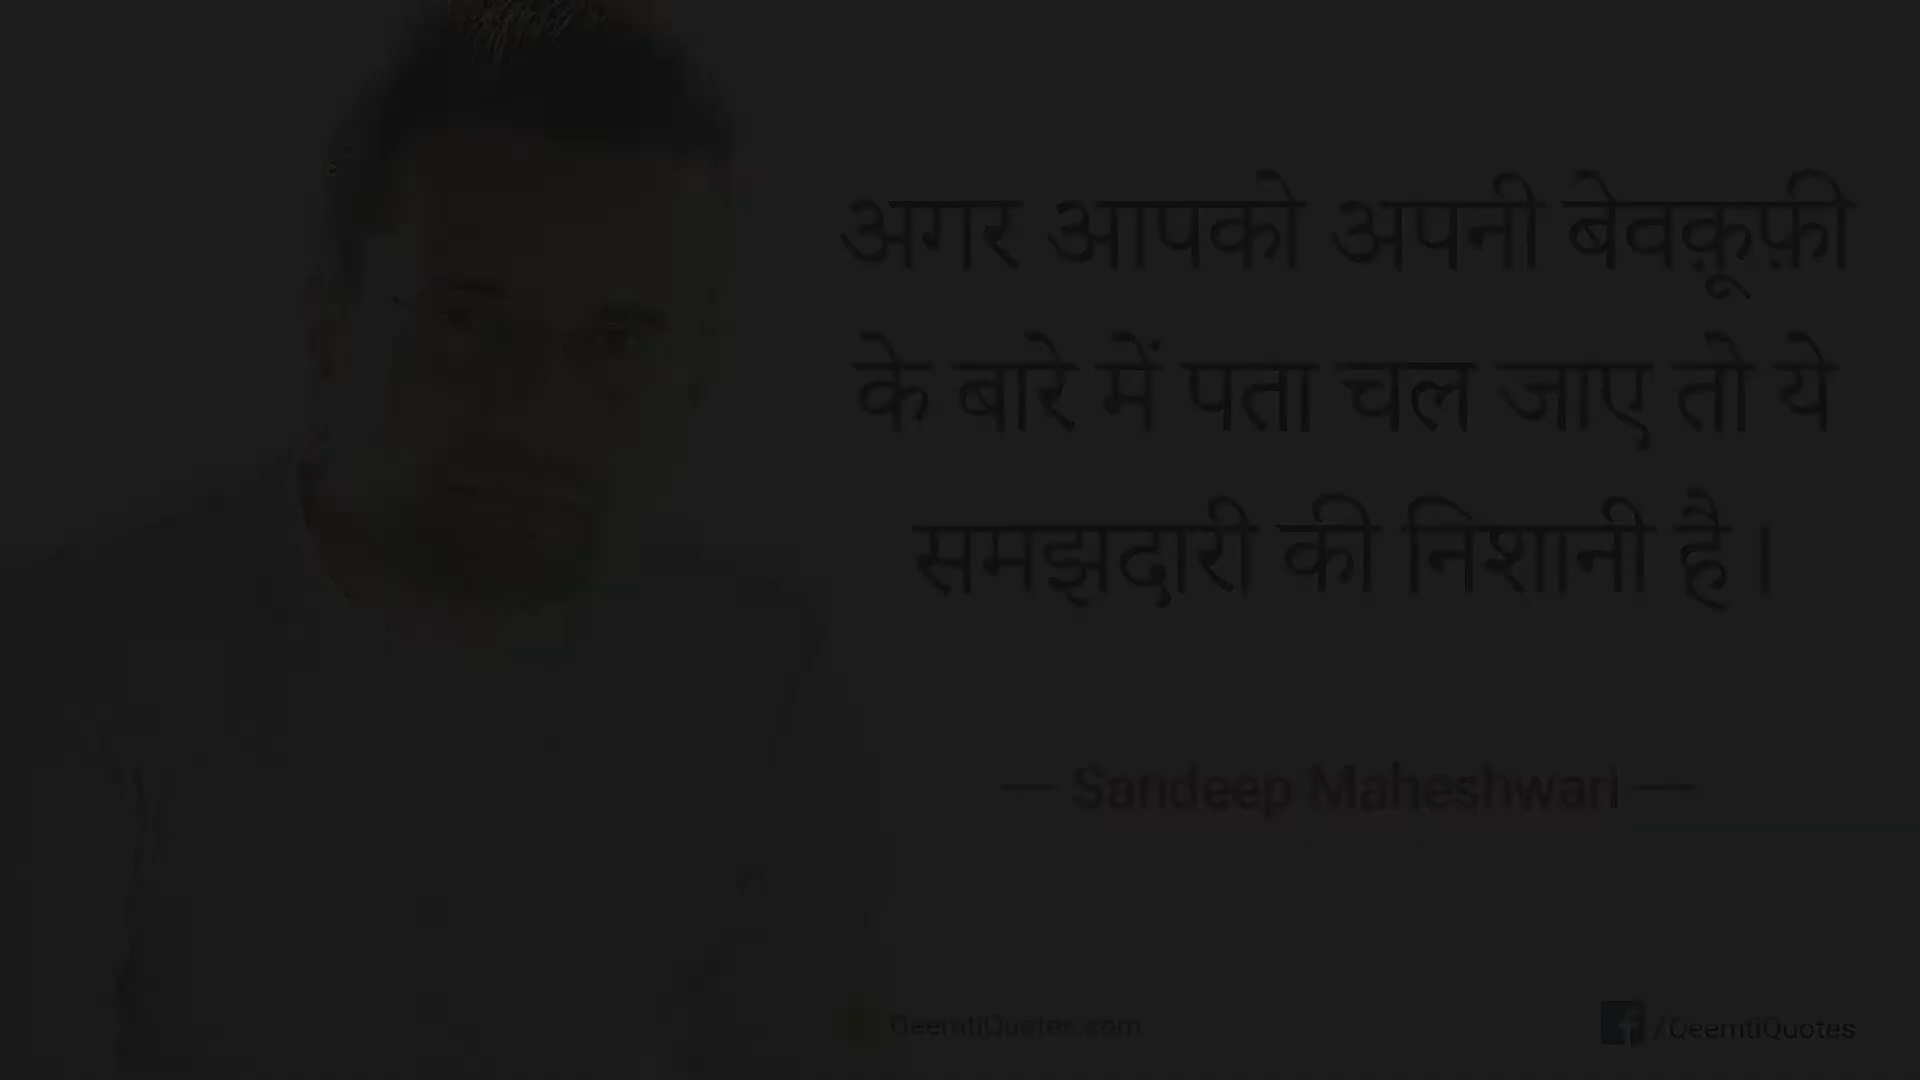 अगर आपको अपनी बेवक़ूफ़ी
के बारे में पता चल जाए तो ये
समझदारी की निशानी है।
— Sandeep Maheshwari —
QeemtiQuotes.com
/QeemtiQuotes